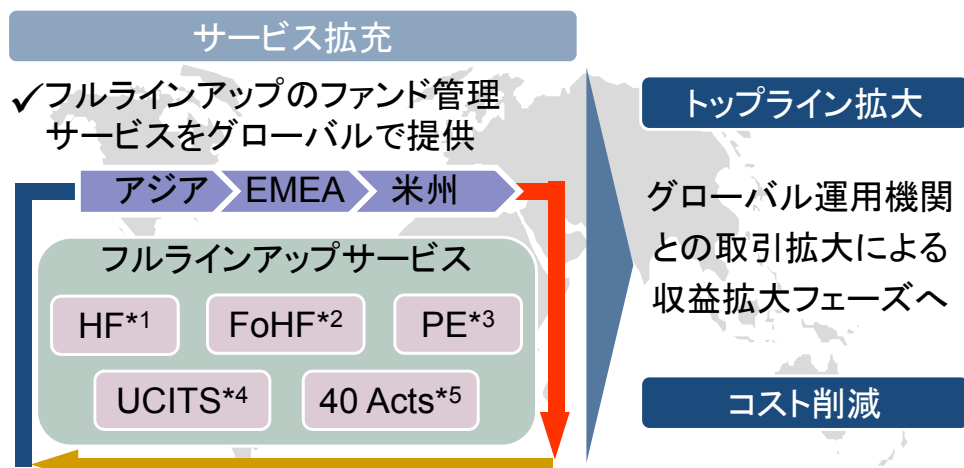 サービス拡充
✓フルラインアップのファンド管理
サービスをグローバルで提供
アジア EMEA 米州
フルラインアップサービス
HF*1 FoHF*2 PE*3
UCITS*4 40 Acts*5
トップライン拡大
グローバル運用機関
との取引拡大による
収益拡大フェーズへ
コスト削減